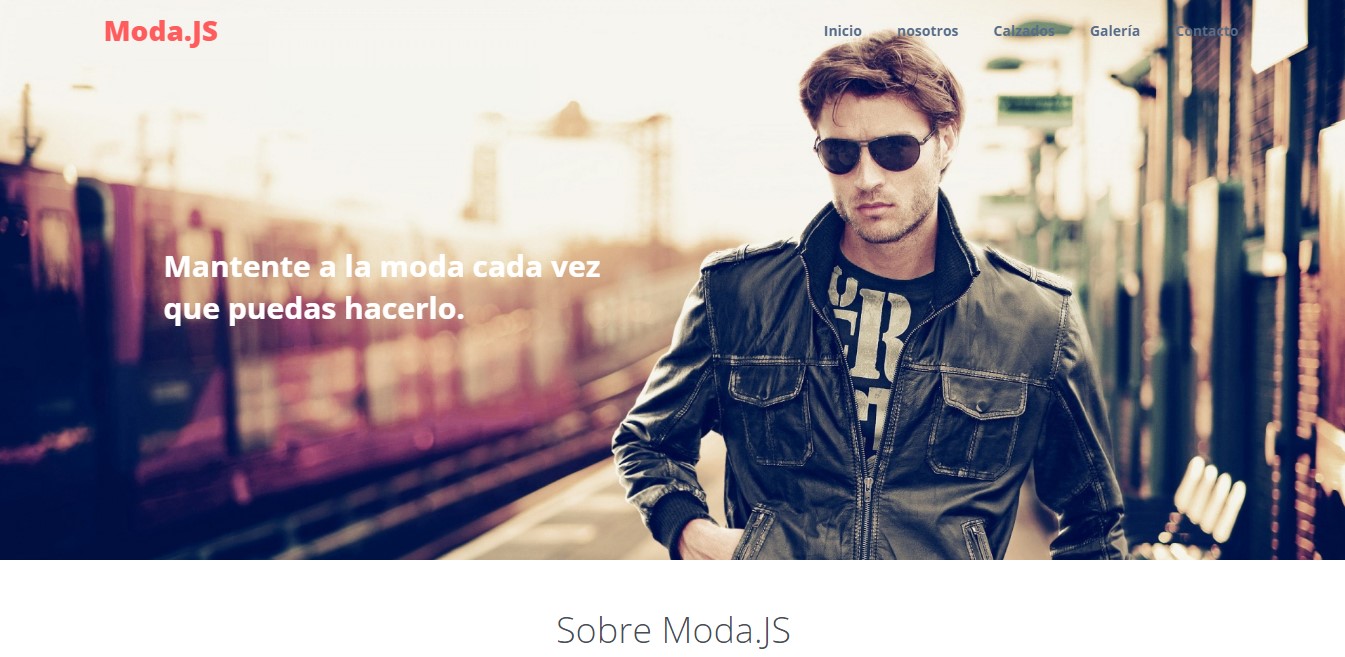 Moda.JS
Inicio nosotros Calzados Galería Contacto
Mantente a la moda cada vez
que puedas hacerlo.
Sobre Moda.JS